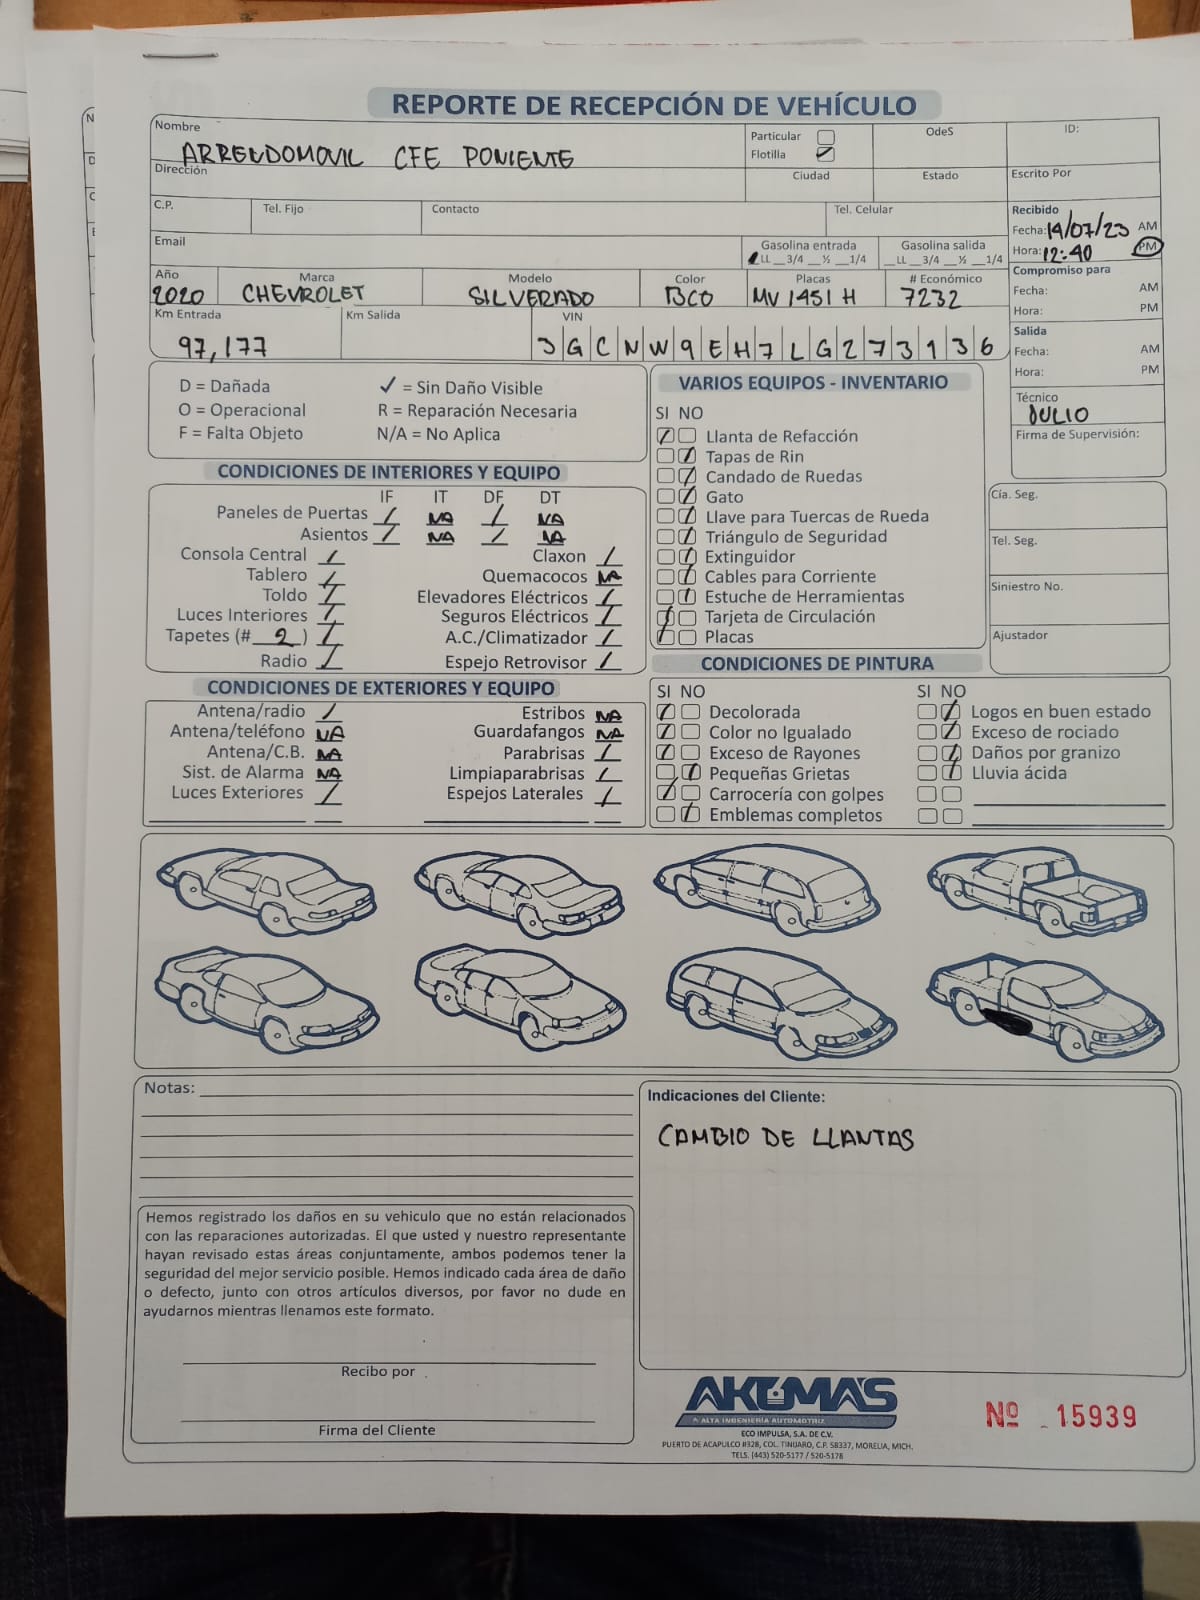 REPORTE DE RECEPCIÓN DE VEHÍCULO
Nombre
ARRENDOMOVIL CFE PONIENTE
Particular
Flotilla
OdeS
ID:
Dirección
Ciudad
Estado
Escrito Por
C.P.
Tel. Fijo
Contacto
Tel. Celular
Recibido
Fecha: 14/07/23 AM
Hora: 12:40 PM
Email
Gasolina entrada
LL __3/4 __½ __1/4
Gasolina salida
__LL __3/4 __½ __1/4
Compromiso para
Fecha: AM
Hora: PM
Año
2020
Marca
CHEVROLET
Modelo
SILVERADO
Color
BCO
Placas
MV 1451 H
# Económico
7232
Km Entrada
97,177
Km Salida
VIN
3GCNW9EH7LG273136
Salida
Fecha: AM
Hora: PM
Técnico
JULIO
Firma de Supervisión:
D = Dañada
✓ = Sin Daño Visible
O = Operacional
R = Reparación Necesaria
F = Falta Objeto
N/A = No Aplica
CONDICIONES DE INTERIORES Y EQUIPO
IF IT DF DT
Paneles de Puertas / NA / NA
Asientos / NA / NA
Consola Central /
Claxon /
Tablero /
Quemacocos NA
Toldo /
Elevadores Eléctricos /
Luces Interiores /
Seguros Eléctricos /
Tapetes (# 2 ) /
A.C./Climatizador /
Radio /
Espejo Retrovisor /
VARIOS EQUIPOS - INVENTARIO
SI NO
Llanta de Refacción
Tapas de Rin
Candado de Ruedas
Gato
Llave para Tuercas de Rueda
Triángulo de Seguridad
Extinguidor
Cables para Corriente
Estuche de Herramientas
Tarjeta de Circulación
Placas
Cía. Seg.
Tel. Seg.
Siniestro No.
Ajustador
CONDICIONES DE EXTERIORES Y EQUIPO
Antena/radio /
Estribos NA
Antena/teléfono NA
Guardafangos NA
Antena/C.B. NA
Parabrisas /
Sist. de Alarma NA
Limpiaparabrisas /
Luces Exteriores /
Espejos Laterales /
CONDICIONES DE PINTURA
SI NO
SI NO
Decolorada
Logos en buen estado
Color no Igualado
Exceso de rociado
Exceso de Rayones
Daños por granizo
Pequeñas Grietas
Lluvia ácida
Carrocería con golpes
Emblemas completos
Notas:
Indicaciones del Cliente:
CAMBIO DE LLANTAS
Hemos registrado los daños en su vehiculo que no están relacionados
con las reparaciones autorizadas. El que usted y nuestro representante
hayan revisado estas áreas conjuntamente, ambos podemos tener la
seguridad del mejor servicio posible. Hemos indicado cada área de daño
o defecto, junto con otros artículos diversos, por favor no dude en
ayudarnos mientras llenamos este formato.
Recibo por
Firma del Cliente
AKUMAS
ALTA INGENIERÍA AUTOMOTRIZ
ECO IMPULSA, S.A. DE C.V.
PUERTO DE ACAPULCO #328, COL. TINIJARO, C.P. 58337, MORELIA, MICH.
TELS. (443) 520-5177 / 520-5178
Nº 15939